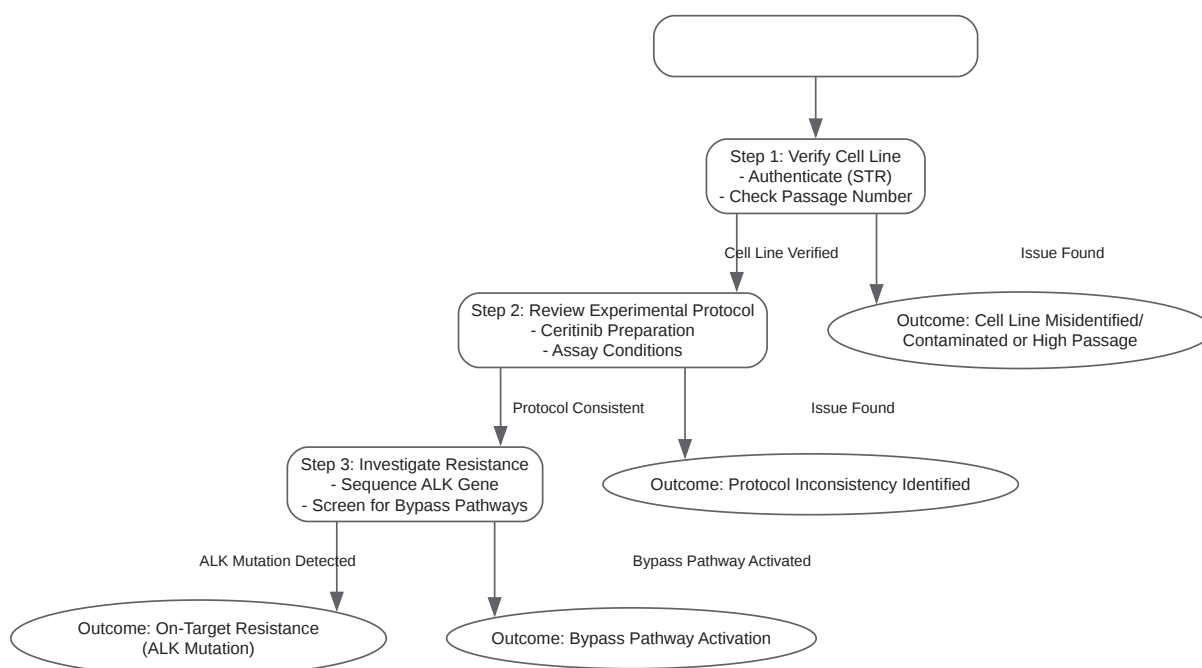 Step 1: Verify Cell Line
- Authenticate (STR)
- Check Passage Number
Cell Line Verified
Issue Found
Step 2: Review Experimental Protocol
- Ceritinib Preparation
- Assay Conditions
Outcome: Cell Line Misidentified/
Contaminated or High Passage
Protocol Consistent
Issue Found
Step 3: Investigate Resistance
- Sequence ALK Gene
- Screen for Bypass Pathways
Outcome: Protocol Inconsistency Identified
ALK Mutation Detected
Bypass Pathway Activated
Outcome: On-Target Resistance
(ALK Mutation)
Outcome: Bypass Pathway Activation